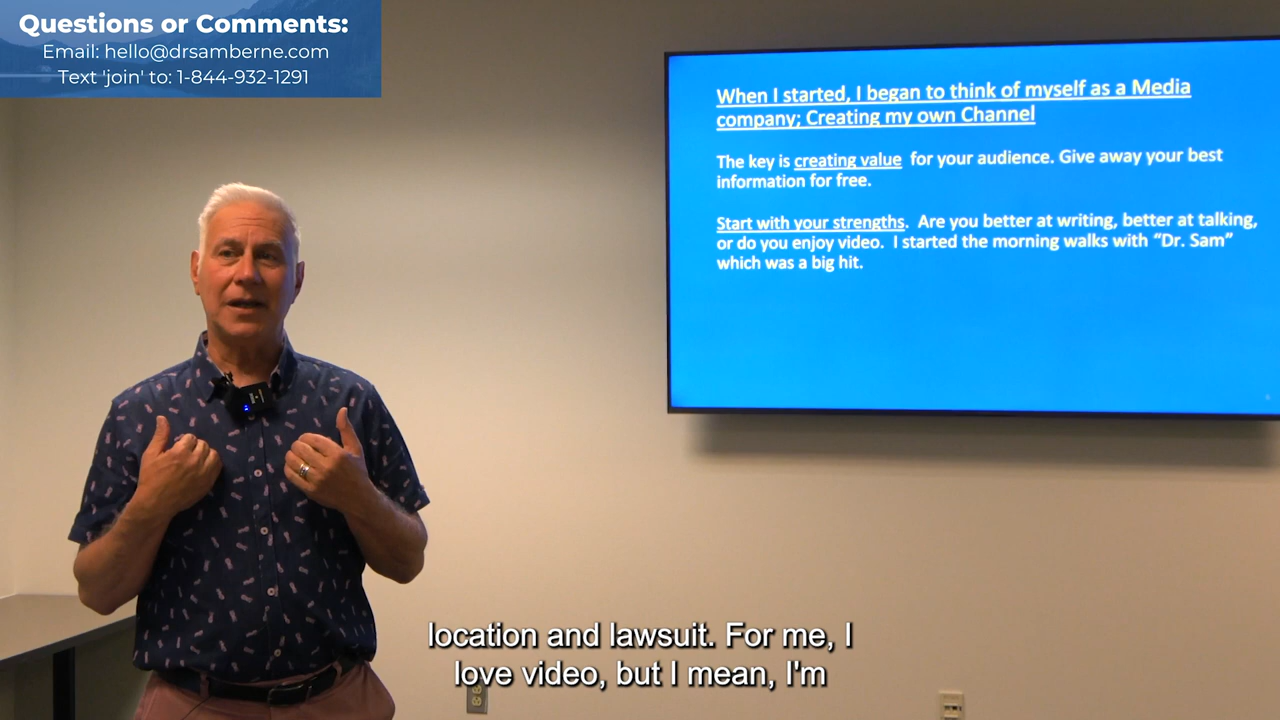 Questions or Comments:
Email: hello@drsamberne.com
Text 'join' to: 1-844-932-1291
When I started, I began to think of myself as a Media
company; Creating my own Channel
The key is creating value for your audience. Give away your best
information for free.
Start with your strengths. Are you better at writing, better at talking,
or do you enjoy video. I started the morning walks with “Dr. Sam”
which was a big hit.
location and lawsuit. For me, I
love video, but I mean, I'm